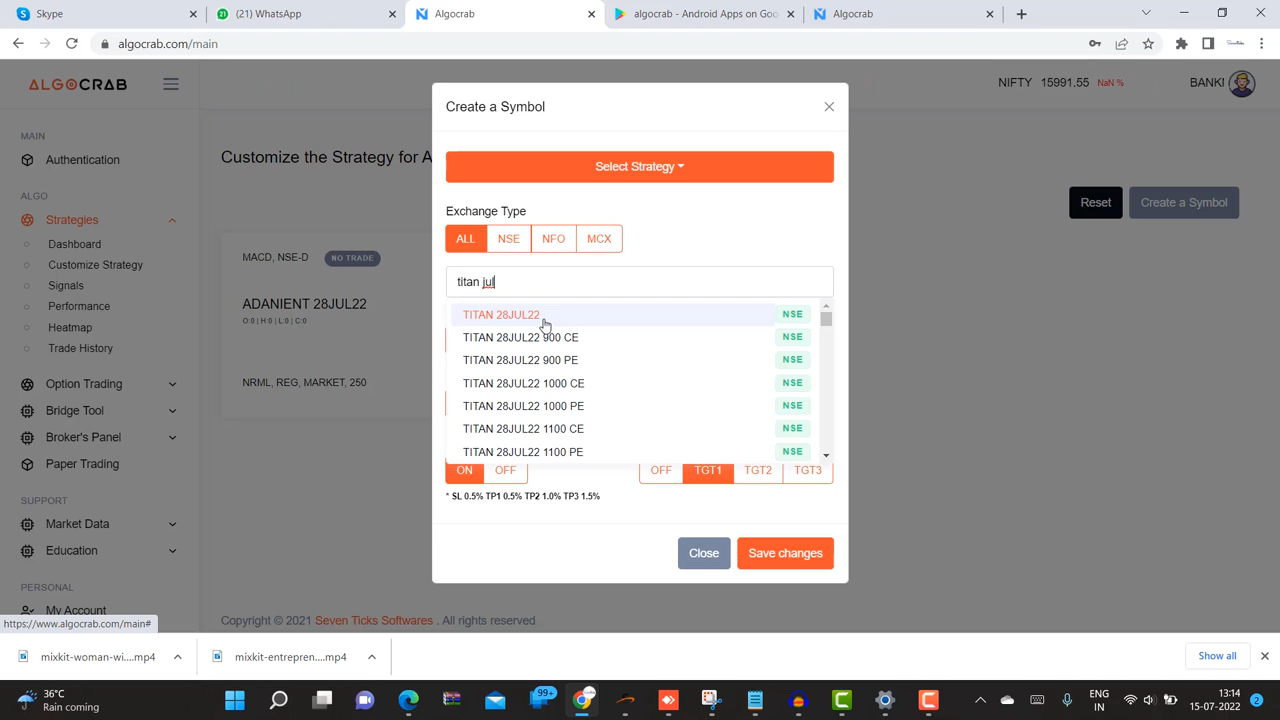 Skype
(21) WhatsApp
Algocrab
algocrab - Android Apps on Goo
Algocrab
algocrab.com/main
ALGOCRAB
NIFTY 15991.55 NaN % BANKI
MAIN
Authentication
ALGO
Strategies
Dashboard
Customize Strategy
Signals
Performance
Heatmap
Trade History
Option Trading
Bridge Tool
Broker's Panel
Paper Trading
SUPPORT
Market Data
Education
PERSONAL
My Account
https://www.algocrab.com/main#
Customize the Strategy for A
Reset
Create a Symbol
MACD, NSE-D NO TRADE
ADANIENT 28JUL22
O:0 | H:0 | L:0 | C:0
NRML, REG, MARKET, 250
Create a Symbol
Select Strategy
Exchange Type
ALL NSE NFO MCX
titan jul
TITAN 28JUL22 NSE
TITAN 28JUL22 900 CE NSE
TITAN 28JUL22 900 PE NSE
TITAN 28JUL22 1000 CE NSE
TITAN 28JUL22 1000 PE NSE
TITAN 28JUL22 1100 CE NSE
TITAN 28JUL22 1100 PE NSE
ON OFF OFF TGT1 TGT2 TGT3
* SL 0.5% TP1 0.5% TP2 1.0% TP3 1.5%
Close Save changes
Copyright © 2021 Seven Ticks Softwares . All rights reserved
mixkit-woman-wi....mp4
mixkit-entrepren....mp4
Show all
36°C
Rain coming
99+
ENG
IN
13:14
15-07-2022
2